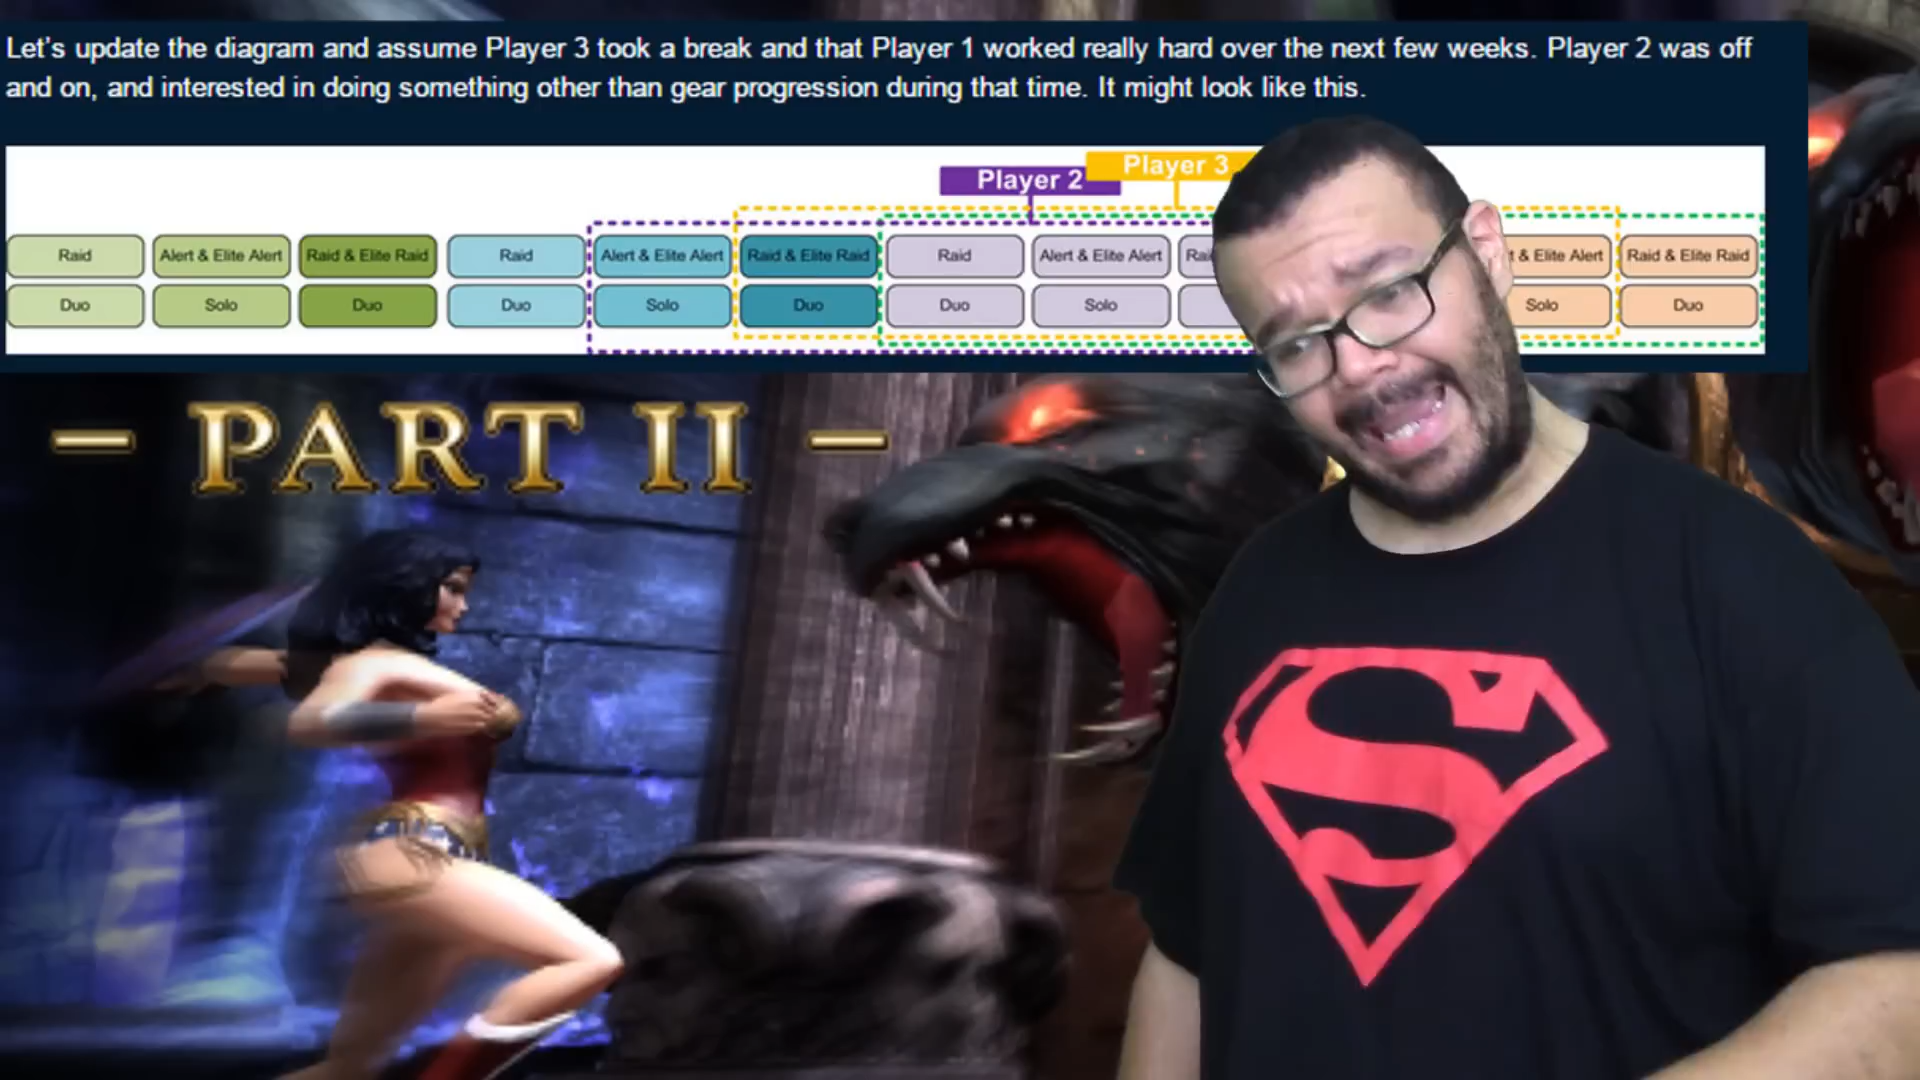 Let's update the diagram and assume Player 3 took a break and that Player 1 worked really hard over the next few weeks. Player 2 was off
and on, and interested in doing something other than gear progression during that time. It might look like this.
Player 3
Player 2
Raid Alert & Elite Alert Raid & Elite Raid Raid Alert & Elite Alert Raid & Elite Raid Raid Alert & Elite Alert & Elite Alert Raid & Elite Raid
Duo Solo Duo Duo Solo Duo Duo Solo Solo Duo
– PART II –
S